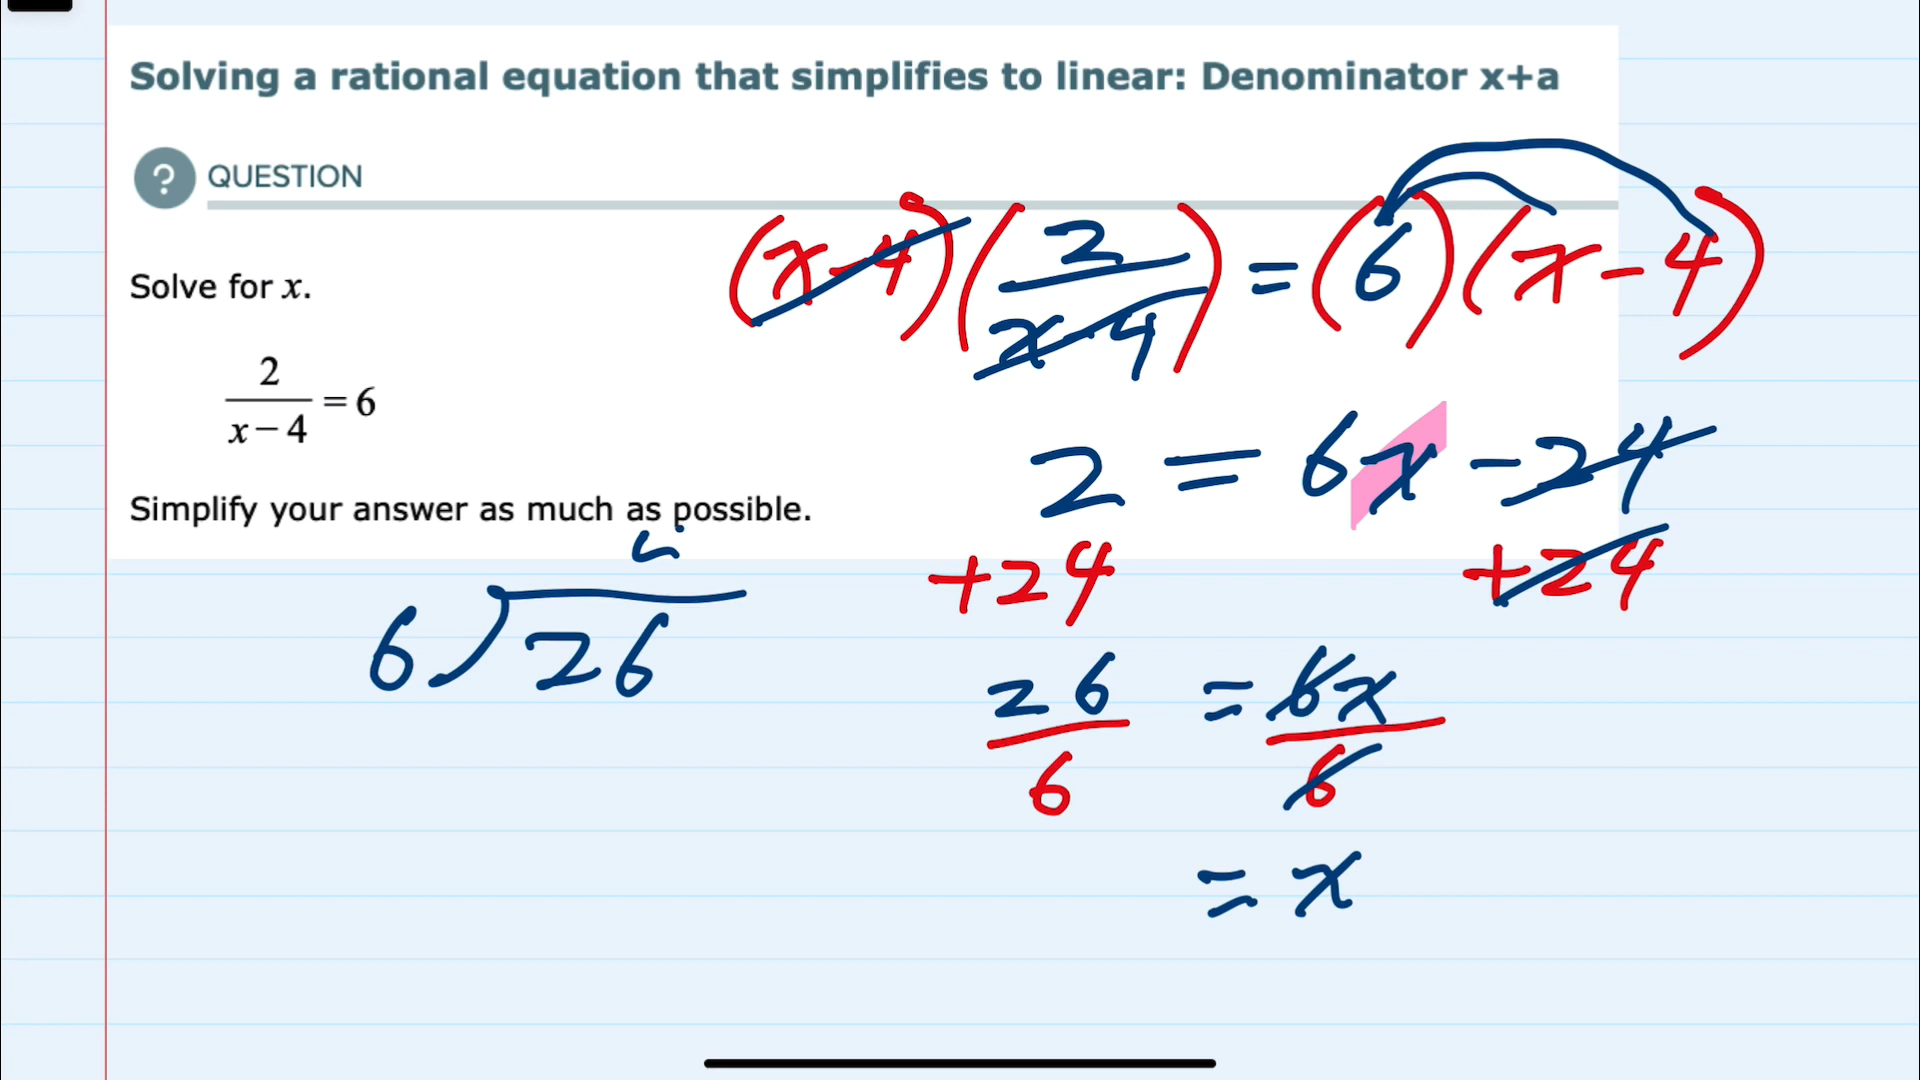 Solving a rational equation that simplifies to linear: Denominator x+a
? QUESTION
Solve for x.
2
x − 4
= 6
Simplify your answer as much as possible.
(x-4)(2/x-4) = (6)(x-4)
2 = 6x -24
+24 +24
26/6 = 6x/6
= x
6 26